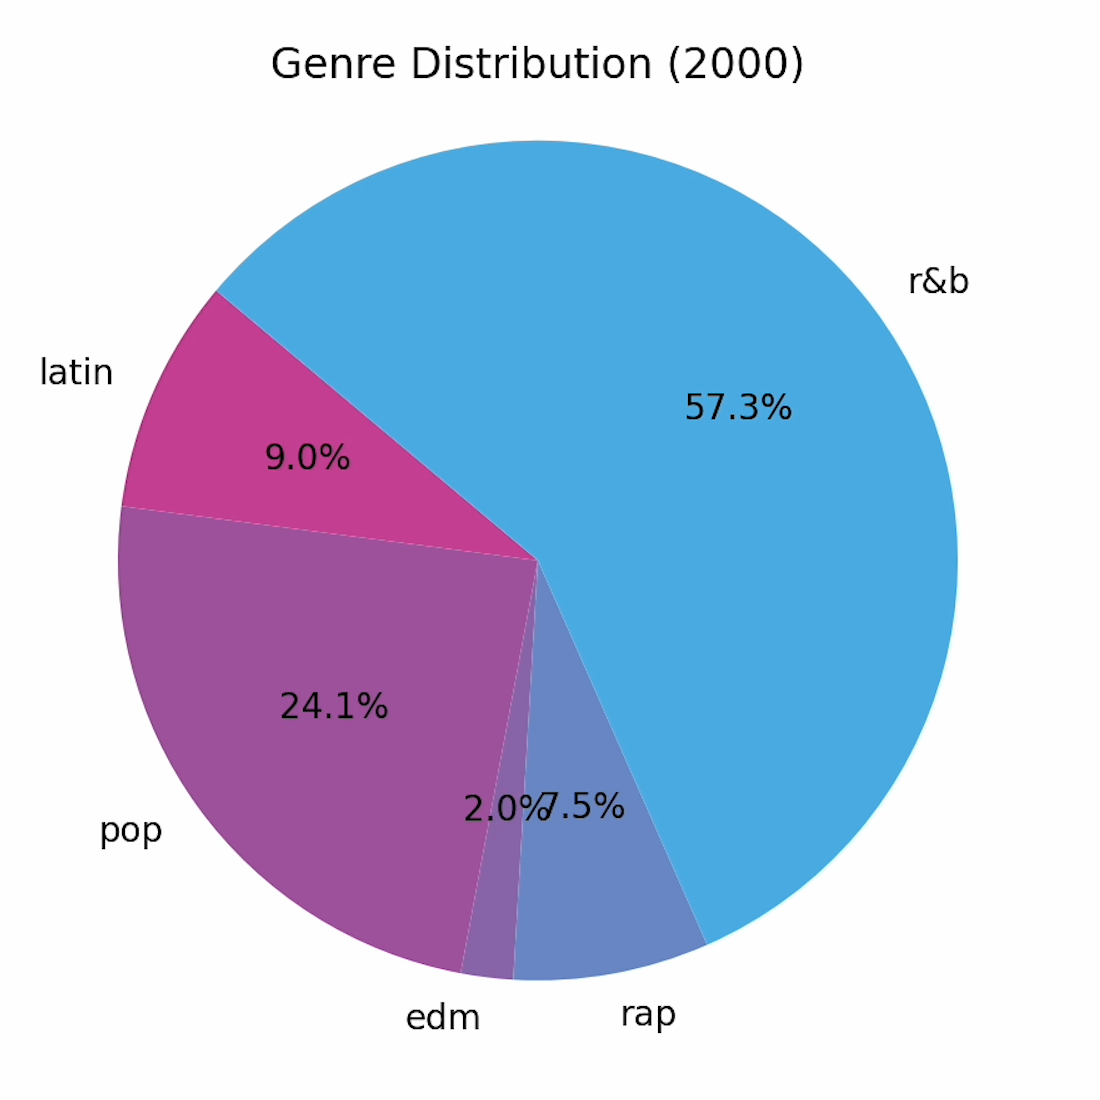 Genre Distribution (2000)
r&b
57.3%
latin
9.0%
24.1%
pop
2.0%
7.5%
edm
rap